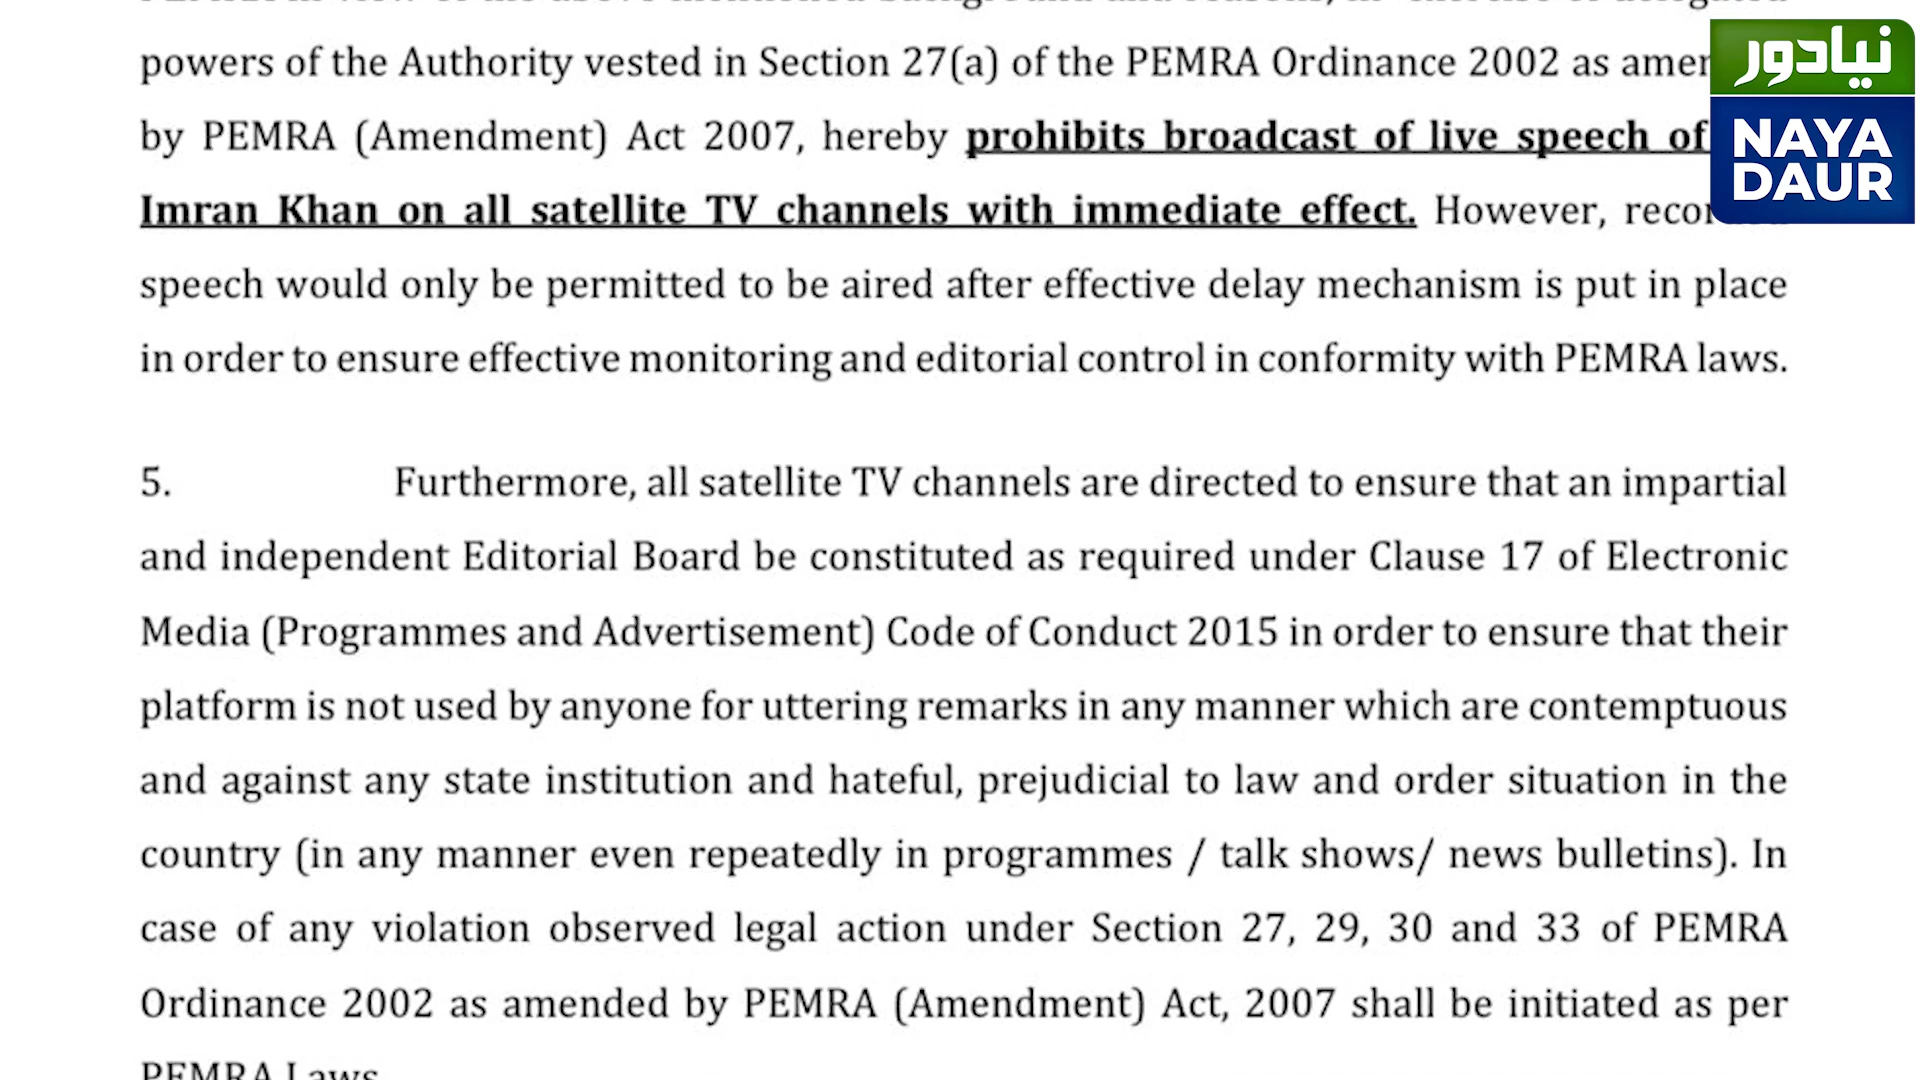 powers of the Authority vested in Section 27(a) of the PEMRA Ordinance 2002 as
by PEMRA (Amendment) Act 2007, hereby prohibits broadcast of live speech of
Imran Khan on all satellite TV channels with immediate effect. However,
speech would only be permitted to be aired after effective delay mechanism is put in place
in order to ensure effective monitoring and editorial control in conformity with PEMRA laws.
5. Furthermore, all satellite TV channels are directed to ensure that an impartial
and independent Editorial Board be constituted as required under Clause 17 of Electronic
Media (Programmes and Advertisement) Code of Conduct 2015 in order to ensure that their
platform is not used by anyone for uttering remarks in any manner which are contemptuous
and against any state institution and hateful, prejudicial to law and order situation in the
country (in any manner even repeatedly in programmes / talk shows/ news bulletins). In
case of any violation observed legal action under Section 27, 29, 30 and 33 of PEMRA
Ordinance 2002 as amended by PEMRA (Amendment) Act, 2007 shall be initiated as per
PEMRA Laws
نیادور
NAYA
DAUR